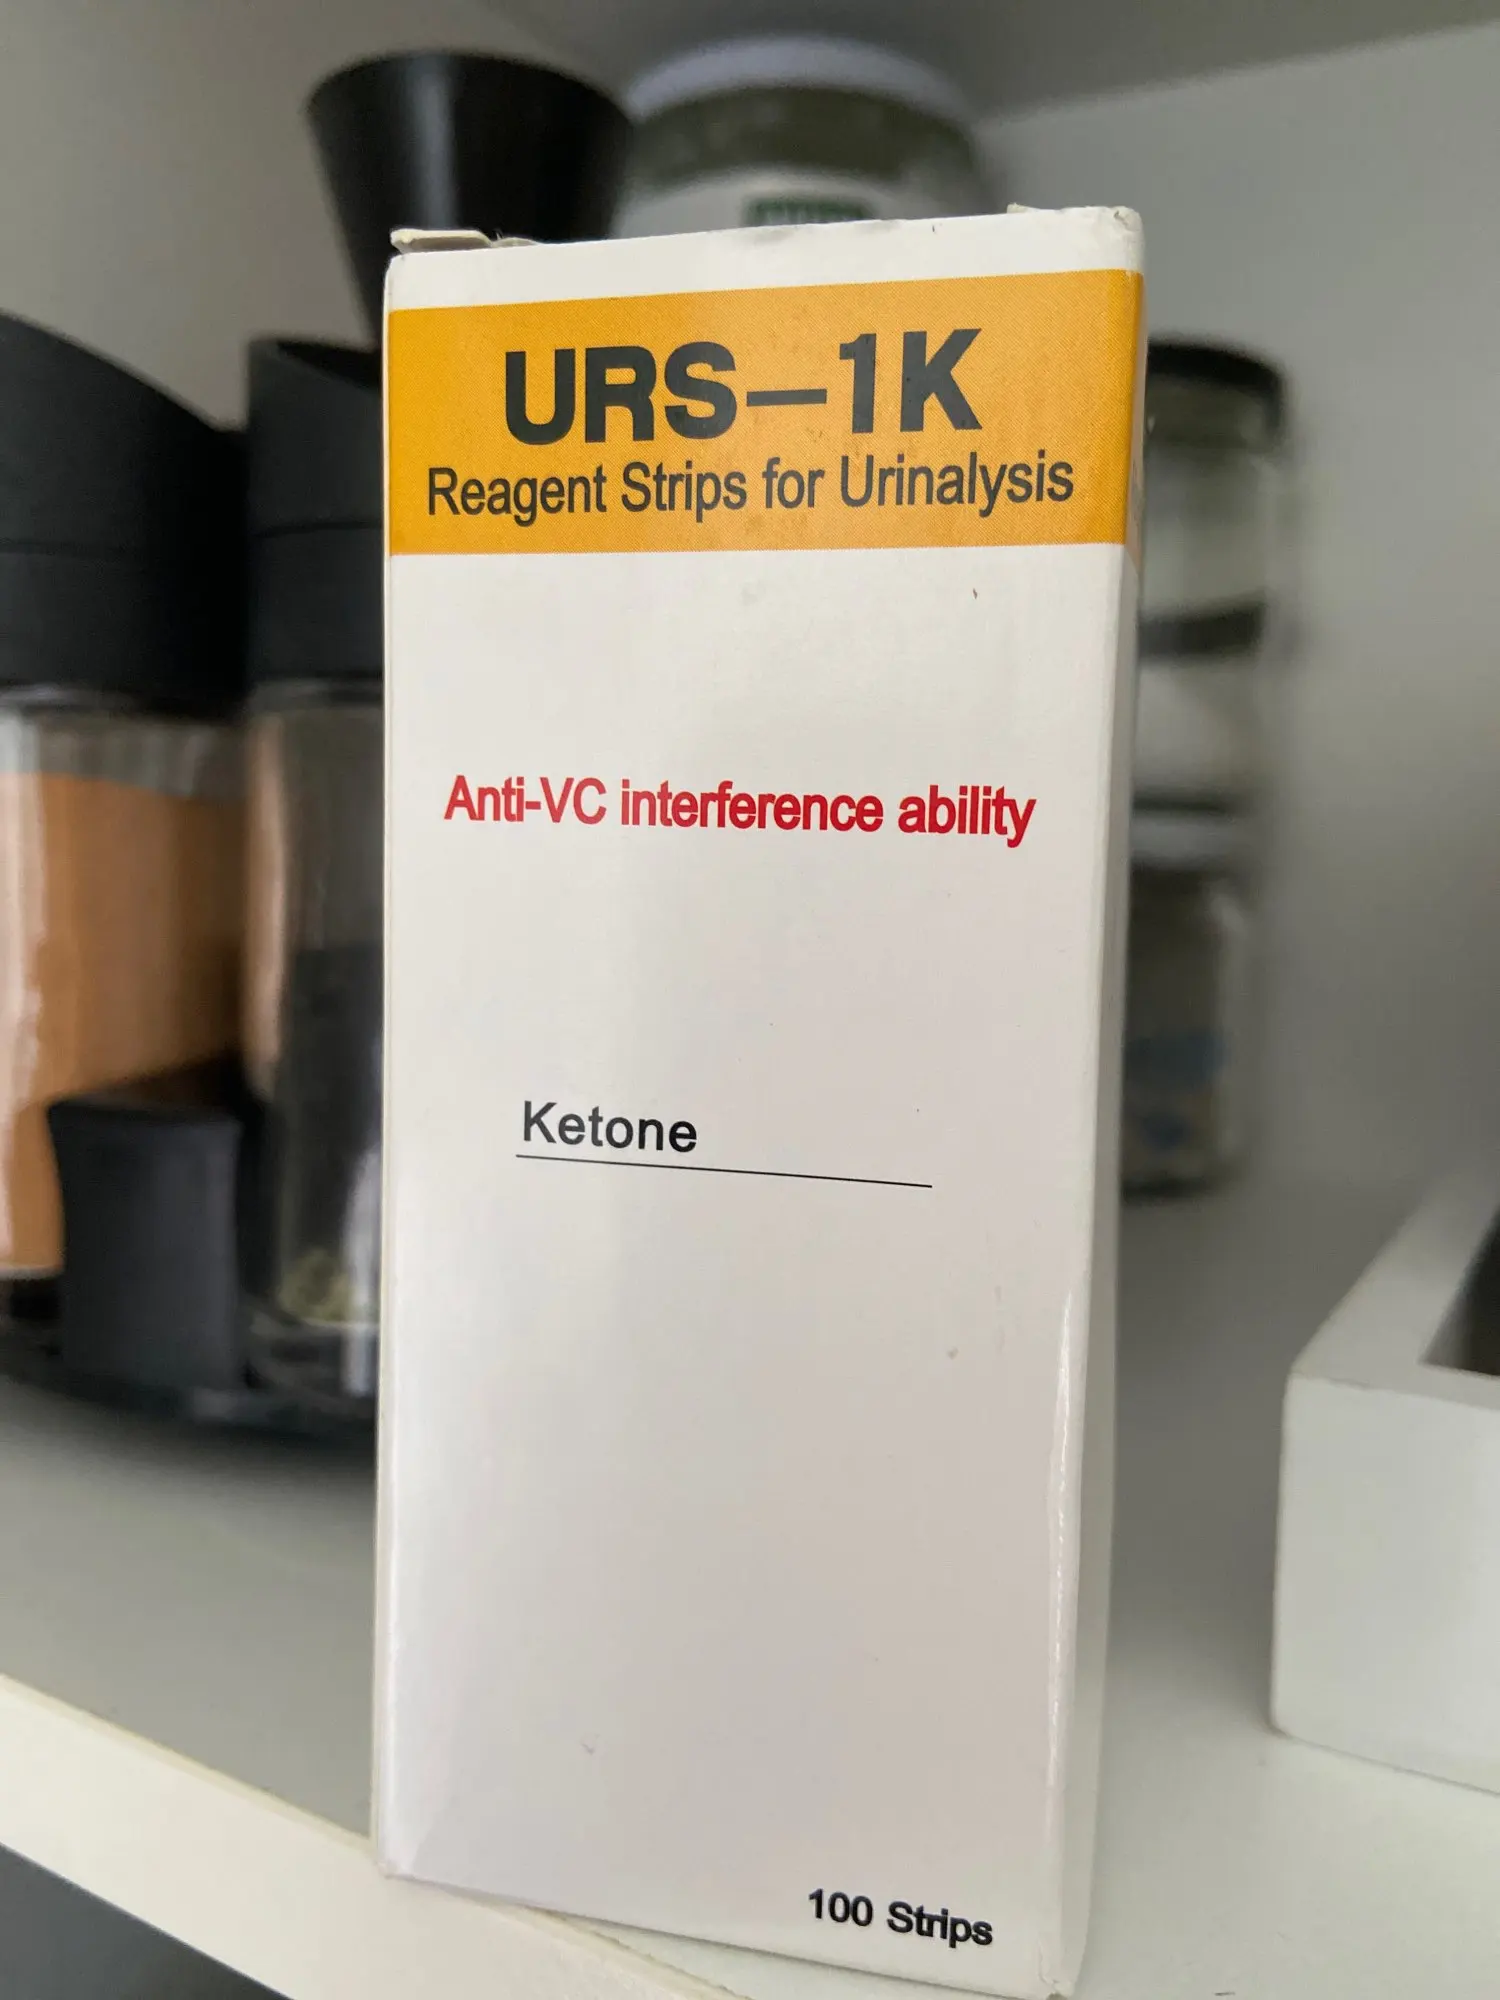 URS-1K
Reagent Strips for Urinalysis
Anti-VC interference ability
Ketone
100 Strips